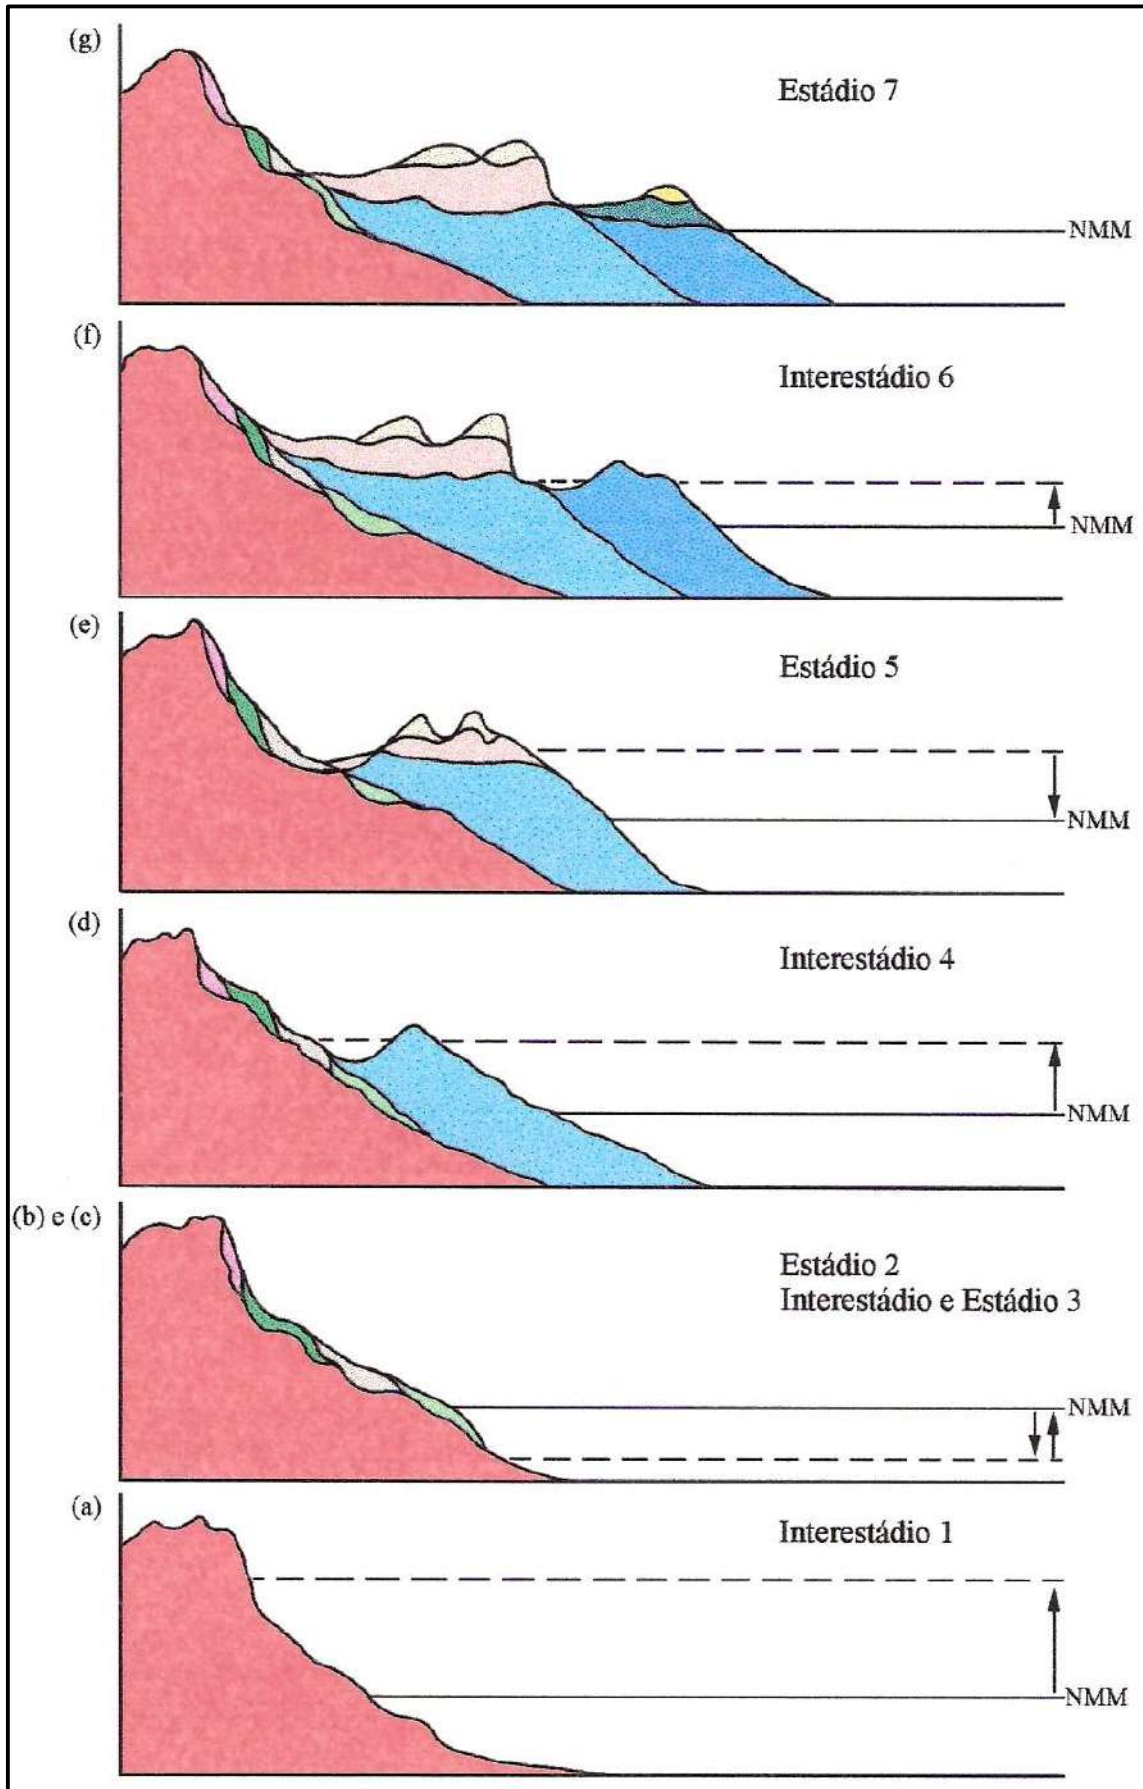 (g)
Estádio 7
NMM
(f)
Interestádio 6
NMM
(e)
Estádio 5
NMM
(d)
Interestádio 4
NMM
(b) e (c)
Estádio 2
Interestádio e Estádio 3
NMM
(a)
Interestádio 1
NMM